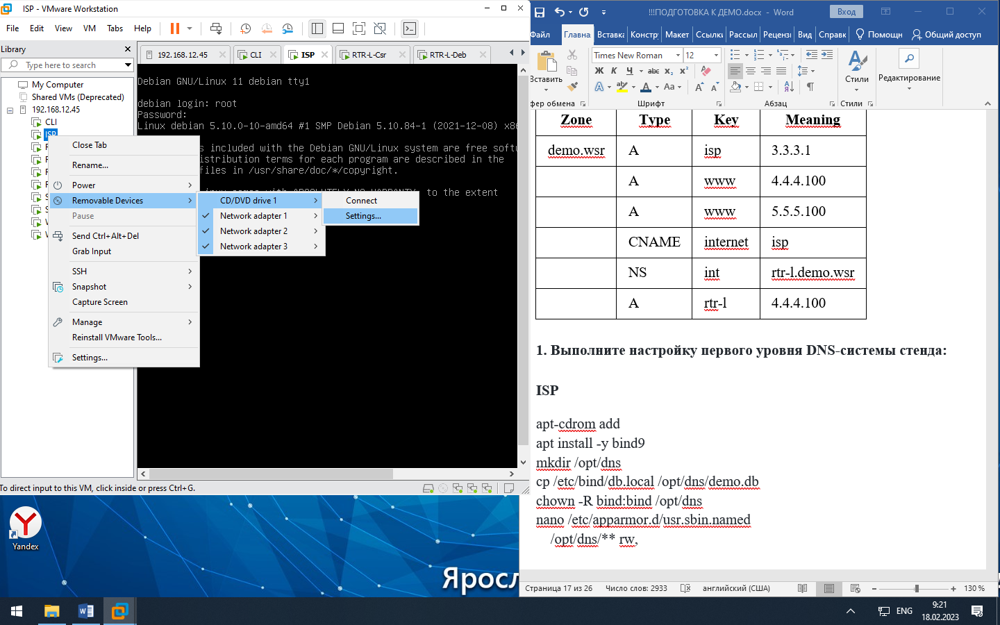 ISP - VMware Workstation
File Edit View VM Tabs Help
Library
Type here to search
My Computer
Shared VMs (Deprecated)
192.168.12.45
CLI
ISP
192.168.12.45
CLI
ISP
RTR-L-Csr
RTR-L-Deb
Debian GNU/Linux 11 debian tty1
debian login: root
Password:
Linux debian 5.10.0-10-amd64 #1 SMP Debian 5.10.84-1 (2021-12-08) x86
s included with the Debian GNU/Linux system are free softw
stribution terms for each program are described in the
files in /usr/share/doc/*/copyright.
to the extent
Close Tab
Rename...
Power
Removable Devices
Pause
Send Ctrl+Alt+Del
Grab Input
SSH
Snapshot
Capture Screen
Manage
Reinstall VMware Tools...
Settings...
CD/DVD drive 1
Network adapter 1
Network adapter 2
Network adapter 3
Connect
Settings...
To direct input to this VM, click inside or press Ctrl+G.
Yandex
Яросл
!!!ПОДГОТОВКА К ДЕМО.docx - Word
Вход
Файл Главна Вставка Констру Макет Ссылки Рассыл Реценз Вид Справк Помощн Общий доступ
Вставить
Times New Roman 12
Ж К Ч abc x₂ x²
Стили
Редактирование
фер обмена Шрифт Абзац Стили
Zone Type Key Meaning
demo.wsr A isp 3.3.3.1
A www 4.4.4.100
A www 5.5.5.100
CNAME internet isp
NS int rtr-l.demo.wsr
A rtr-l 4.4.4.100
1. Выполните настройку первого уровня DNS-системы стенда:
ISP
apt-cdrom add
apt install -y bind9
mkdir /opt/dns
cp /etc/bind/db.local /opt/dns/demo.db
chown -R bind:bind /opt/dns
nano /etc/apparmor.d/usr.sbin.named
/opt/dns/** rw,
Страница 17 из 26 Число слов: 2933 английский (США) 130 %
ENG
9:21
18.02.2023